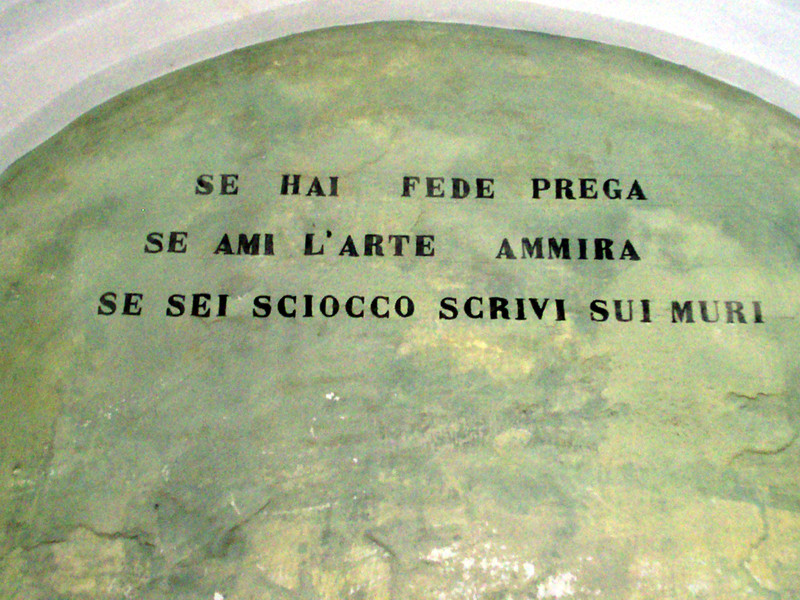 SE HAI FEDE PREGA
SE AMI L'ARTE AMMIRA
SE SEI SCIOCCO SCRIVI SUI MURI